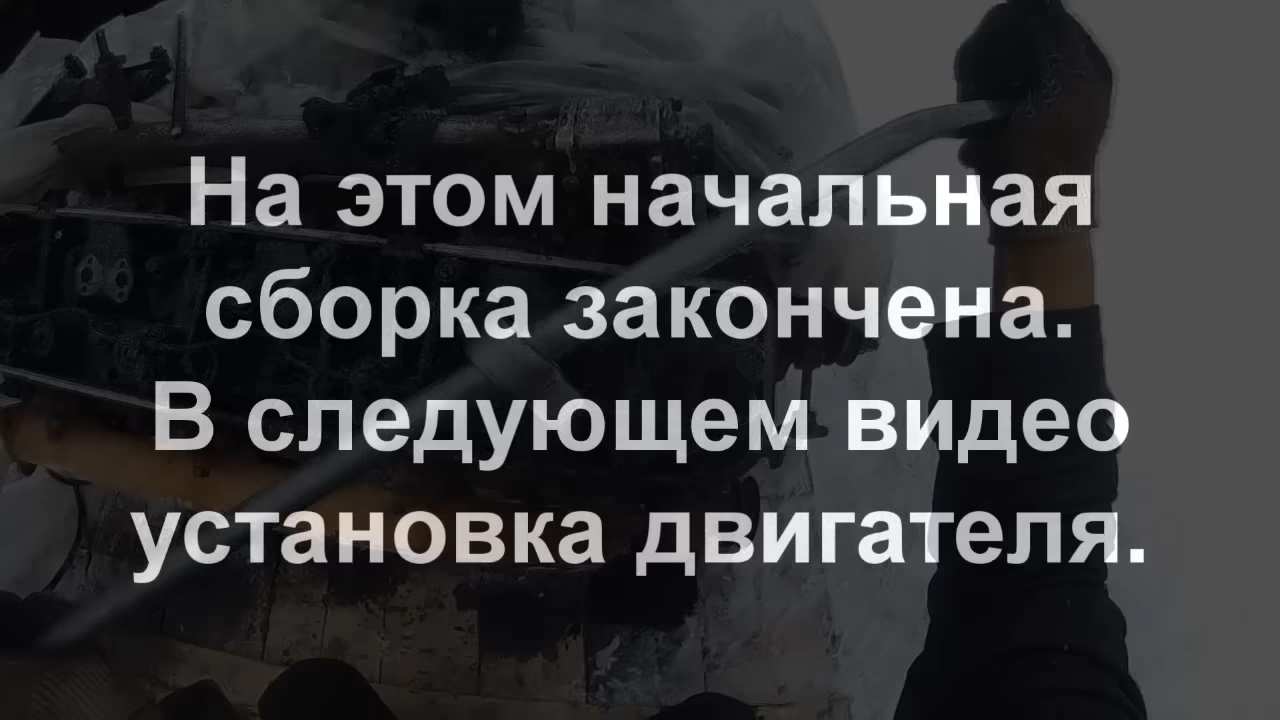 На этом начальная
сборка закончена.
В следующем видео
установка двигателя.